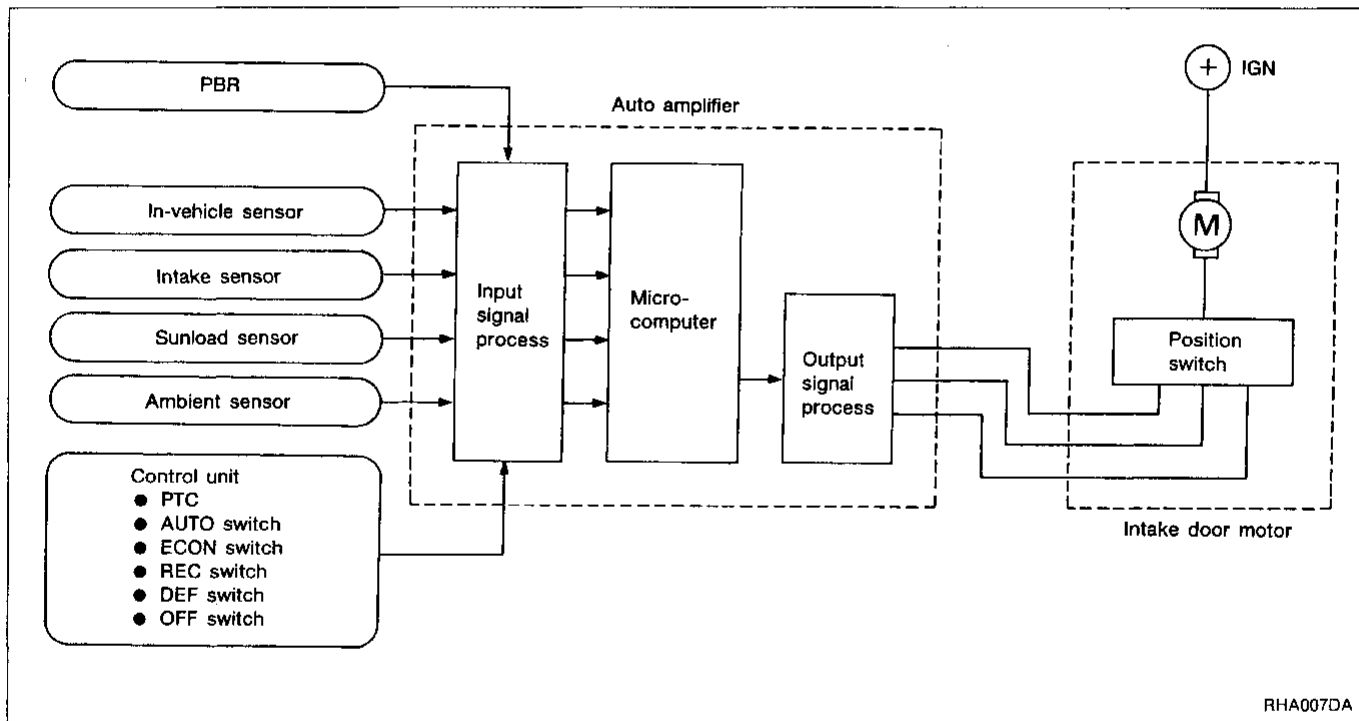 PBR
IGN
Auto amplifier
In-vehicle sensor
Intake sensor
Sunload sensor
Ambient sensor
Input
signal
process
Micro-
computer
Output
signal
process
M
Position
switch
Intake door motor
Control unit
● PTC
● AUTO switch
● ECON switch
● REC switch
● DEF switch
● OFF switch
RHA007DA